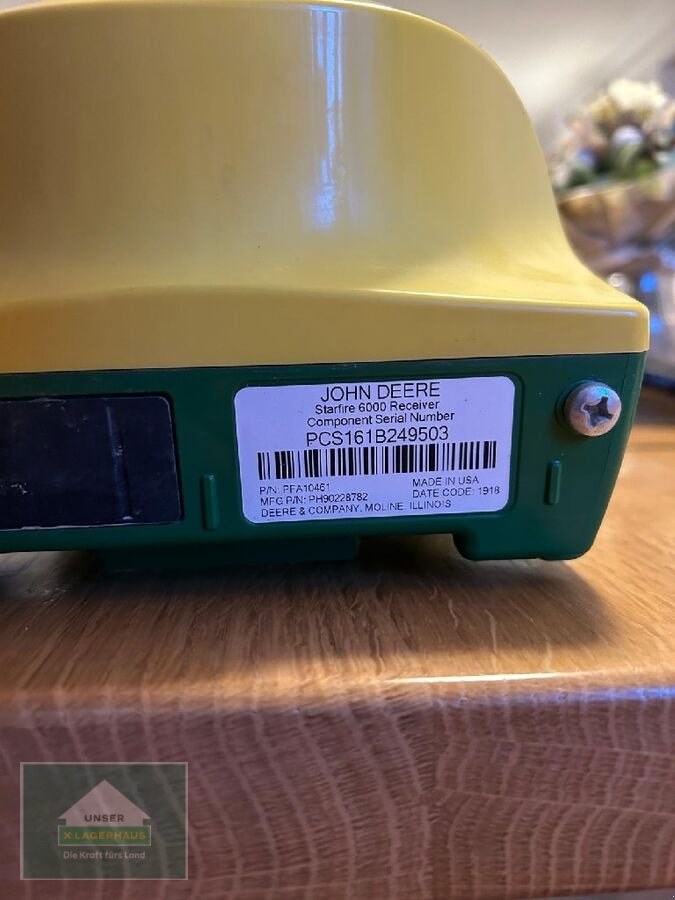 JOHN DEERE
Starfire 6000 Receiver
Component Serial Number
PCS161B249503
P/N: PFA10461
MADE IN USA
MFG P/N: PH90228782
DATE CODE: 1918
DEERE & COMPANY, MOLINE, ILLINOIS
UNSER
X LAGERHAUS
Die Kraft fürs Land